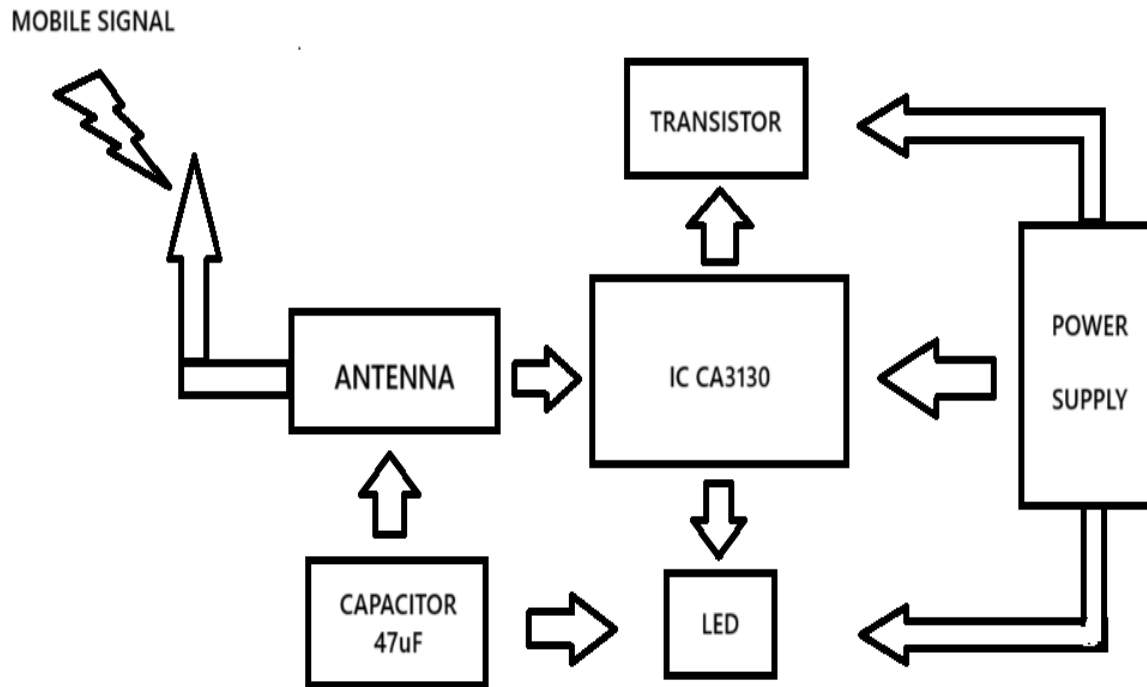 MOBILE SIGNAL
TRANSISTOR
POWER
SUPPLY
ANTENNA
IC CA3130
CAPACITOR
47uF
LED